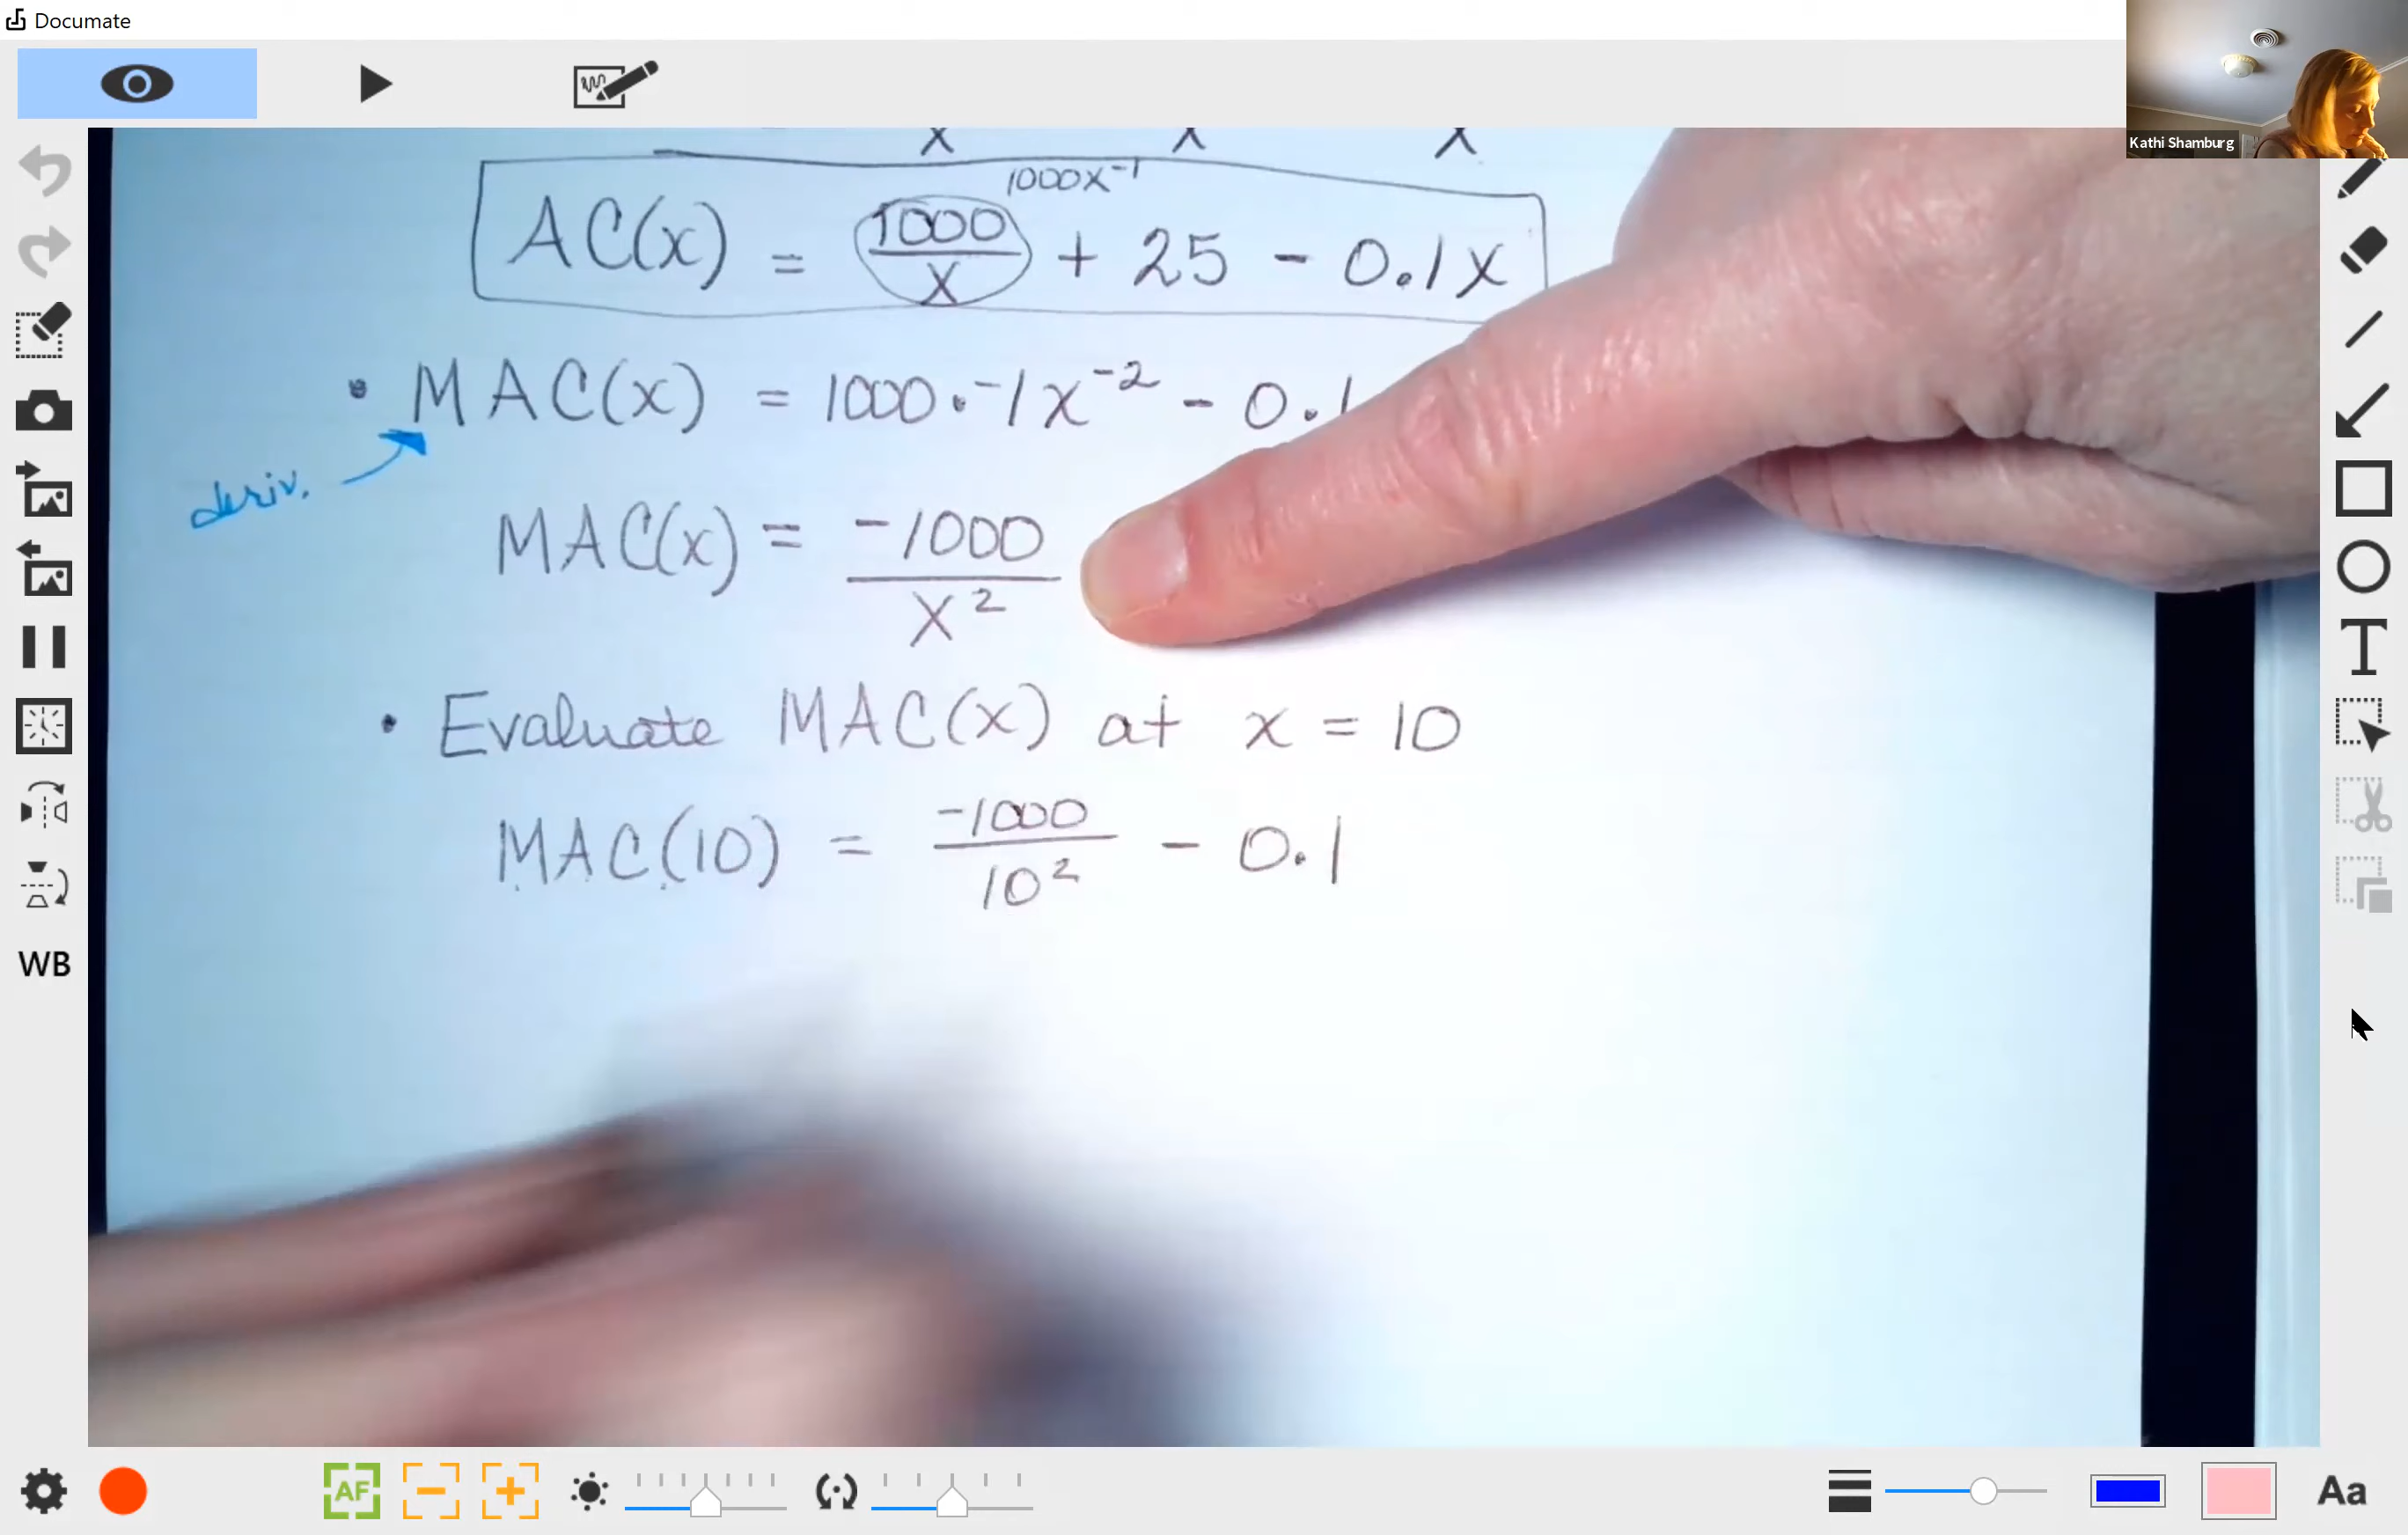 Documate
Kathi Shamburg
1000x⁻¹
AC(x) = 1000/x + 25 - 0.1x
• MAC(x) = 1000·-1x⁻² - 0.1
deriv.
MAC(x) = -1000/x²
• Evaluate MAC(x) at x = 10
MAC(10) = -1000/10² - 0.1
WB
T
AF
Aa